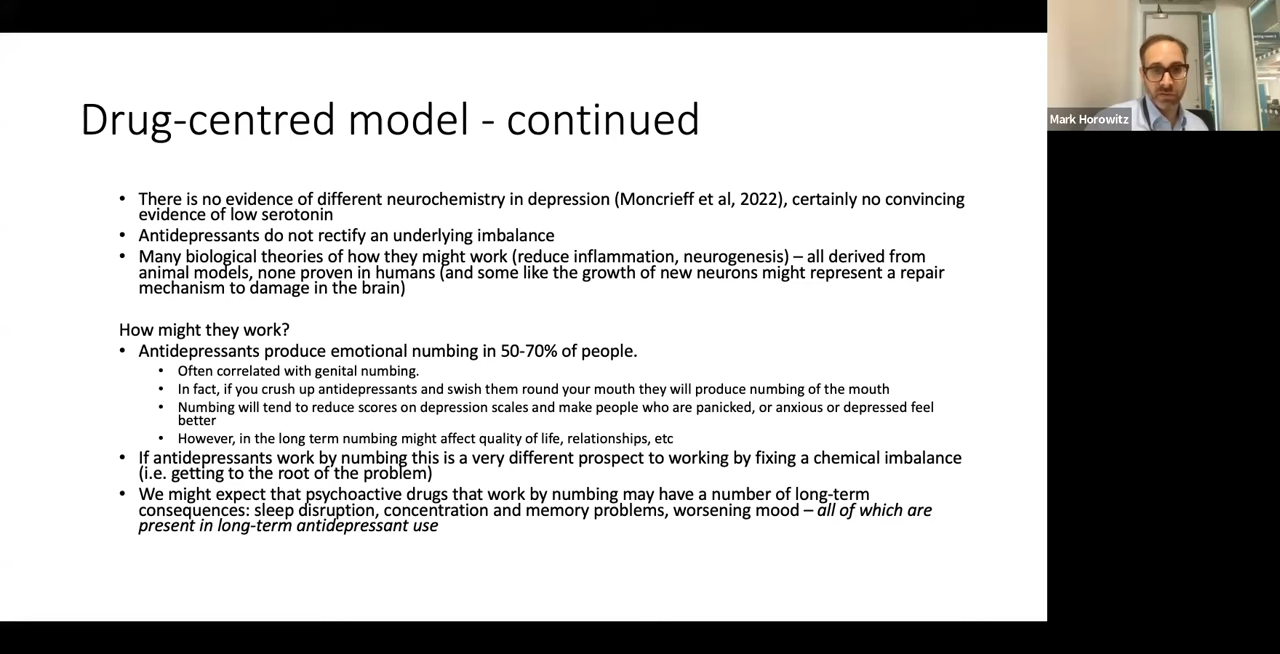 Drug-centred model - continued
Mark Horowitz
• There is no evidence of different neurochemistry in depression (Moncrieff et al, 2022), certainly no convincing
evidence of low serotonin
• Antidepressants do not rectify an underlying imbalance
• Many biological theories of how they might work (reduce inflammation, neurogenesis) – all derived from
animal models, none proven in humans (and some like the growth of new neurons might represent a repair
mechanism to damage in the brain)
How might they work?
• Antidepressants produce emotional numbing in 50-70% of people.
• Often correlated with genital numbing.
• In fact, if you crush up antidepressants and swish them round your mouth they will produce numbing of the mouth
• Numbing will tend to reduce scores on depression scales and make people who are panicked, or anxious or depressed feel
better
• However, in the long term numbing might affect quality of life, relationships, etc
• If antidepressants work by numbing this is a very different prospect to working by fixing a chemical imbalance
(i.e. getting to the root of the problem)
• We might expect that psychoactive drugs that work by numbing may have a number of long-term
consequences: sleep disruption, concentration and memory problems, worsening mood – all of which are
present in long-term antidepressant use